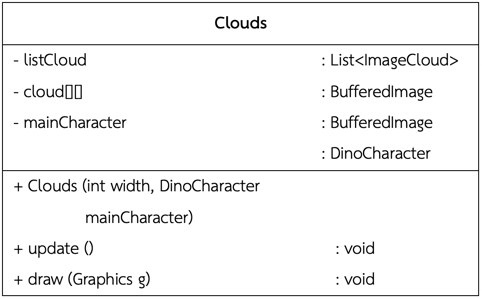 Clouds
- listCloud : List<ImageCloud>
- cloud[][] : BufferedImage
- mainCharacter : BufferedImage
: DinoCharacter
+ Clouds (int width, DinoCharacter
mainCharacter)
+ update () : void
+ draw (Graphics g) : void